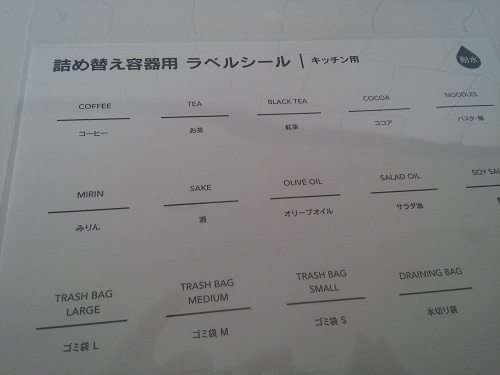 詰め替え容器用 ラベルシール | キッチン用
耐水
COFFEE TEA BLACK TEA COCOA NOODLES
コーヒー お茶 紅茶 ココア パスタ・麺
MIRIN SAKE OLIVE OIL SALAD OIL SOY
みりん 酒 オリーブオイル サラダ油
TRASH BAG LARGE TRASH BAG MEDIUM TRASH BAG SMALL DRAINING BAG
ゴミ袋 L ゴミ袋 M ゴミ袋 S 水切り袋